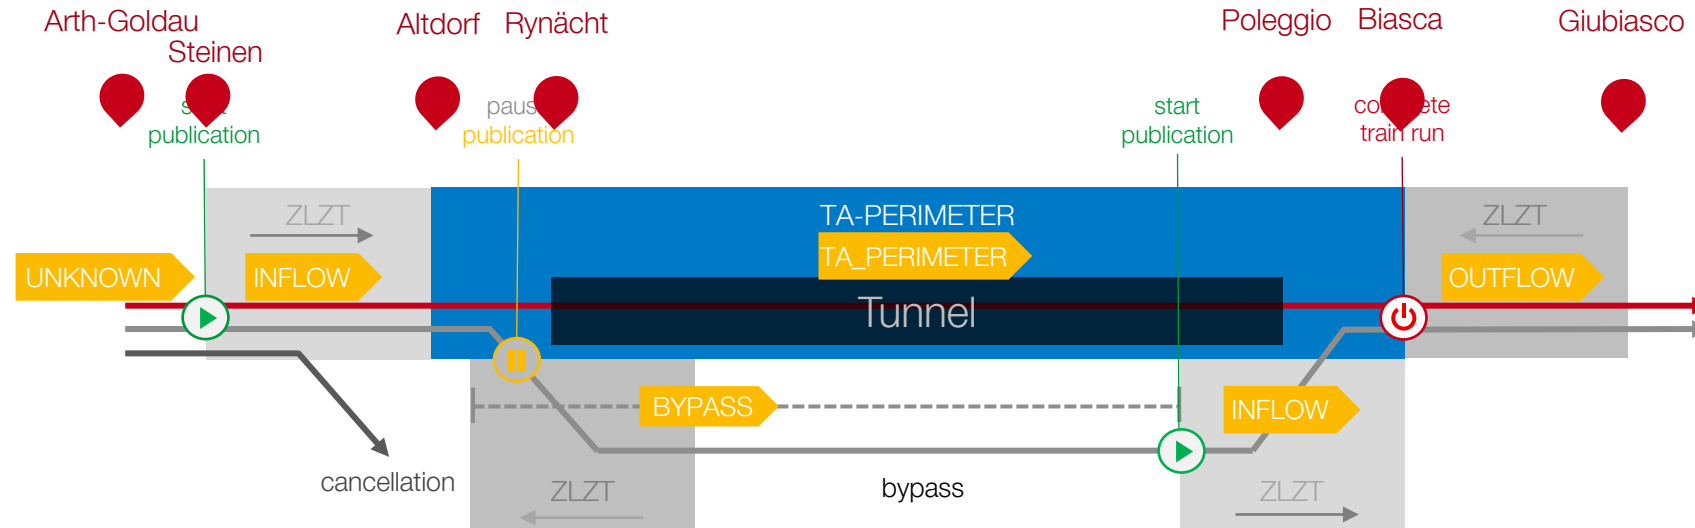 Arth-Goldau
Steinen
Altdorf
Rynächt
Poleggio
Biasca
Giubiasco
publication
publication
start
publication
train run
ZLZT
TA-PERIMETER
TA_PERIMETER
ZLZT
UNKNOWN
INFLOW
OUTFLOW
Tunnel
BYPASS
INFLOW
cancellation
ZLZT
bypass
ZLZT